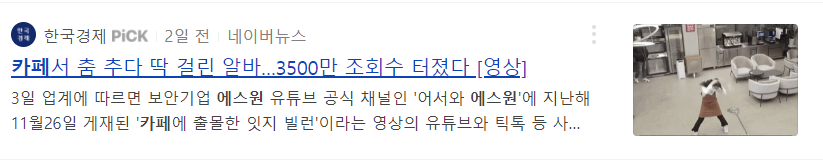 한국
경제
한국경제 PiCK 2일 전 네이버뉴스
카페서 춤 추다 딱 걸린 알바…3500만 조회수 터졌다 [영상]
3일 업계에 따르면 보안기업 에스원 유튜브 공식 채널인 '어서와 에스원'에 지난해
11월26일 게재된 '카페에 출몰한 잇지 빌런'이라는 영상의 유튜브와 틱톡 등 사...